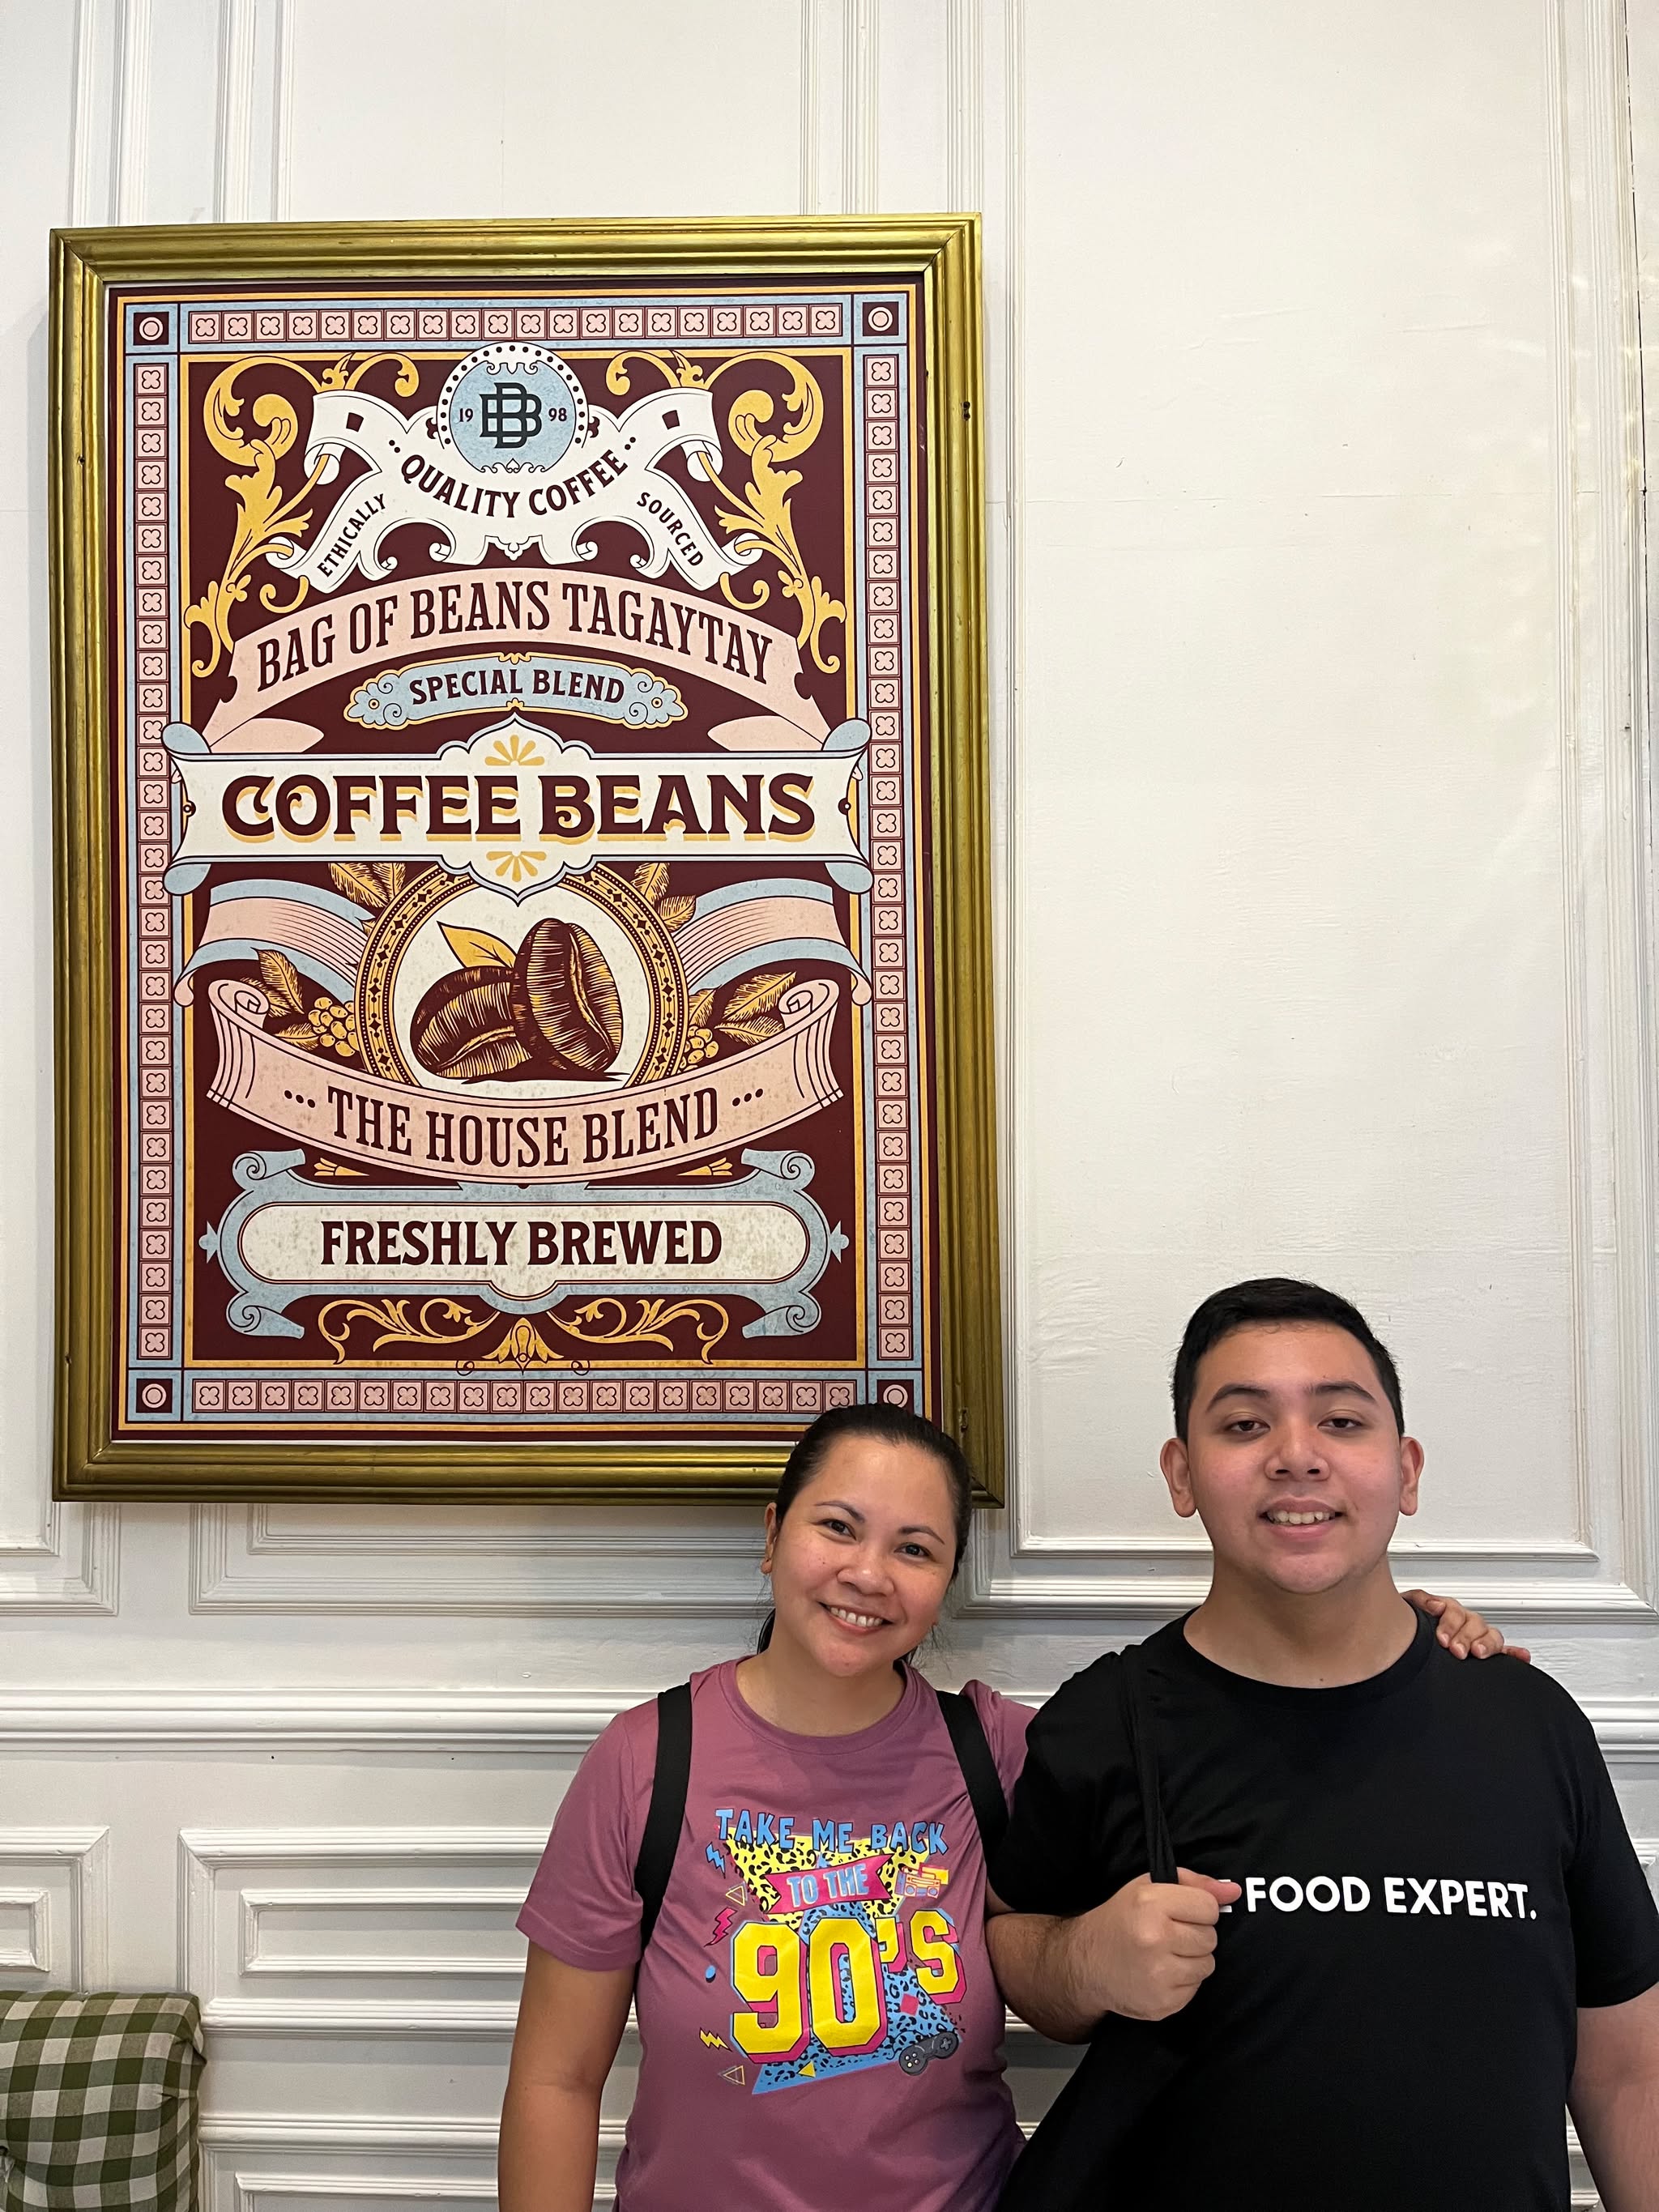 19 BB 98
QUALITY COFFEE
ETHICALLY SOURCED
BAG OF BEANS TAGAYTAY
SPECIAL BLEND
COFFEE BEANS
THE HOUSE BLEND
FRESHLY BREWED
TAKE ME BACK
TO THE
90'S
FOOD EXPERT.